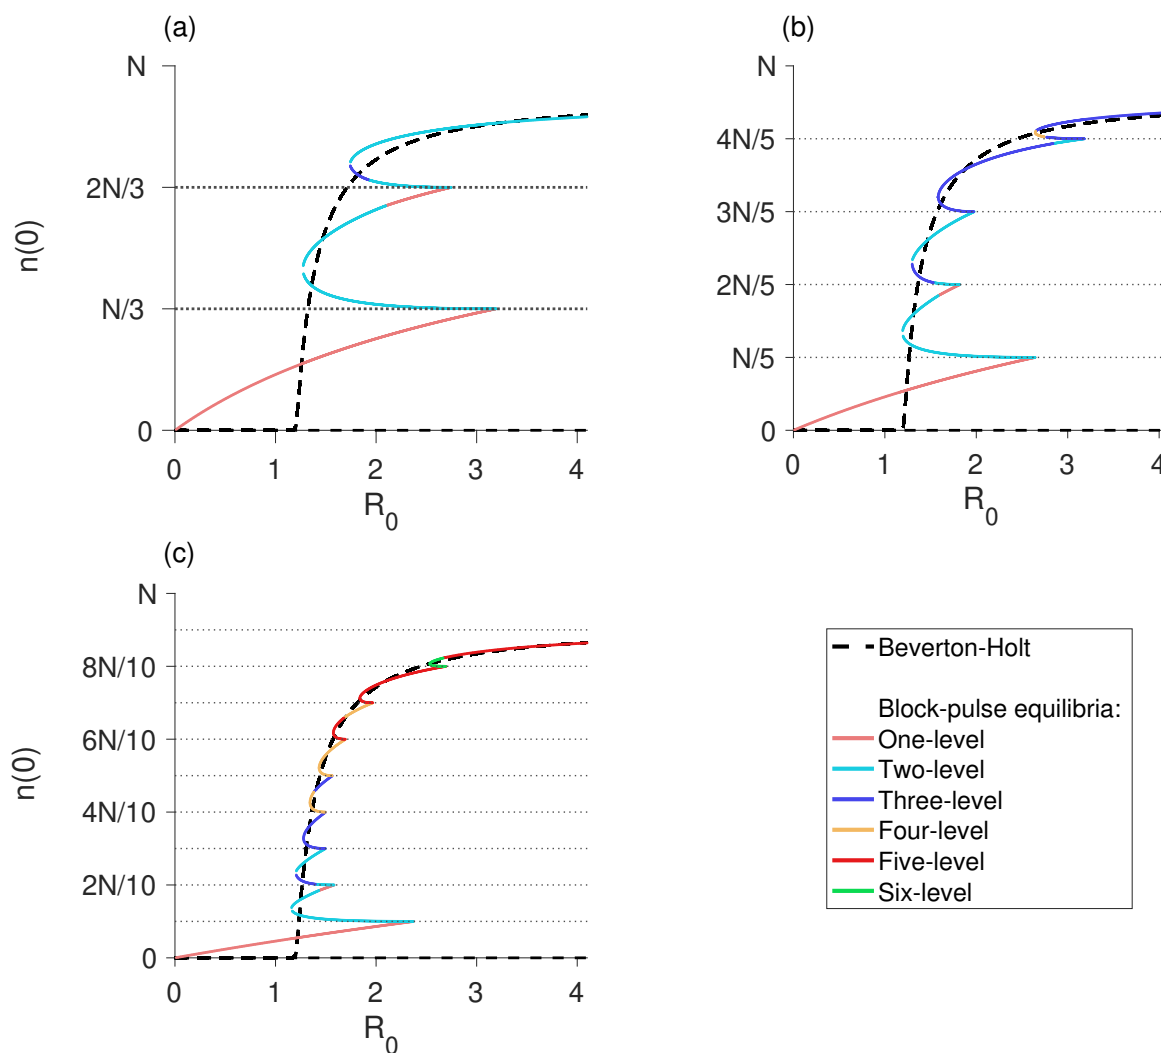 (a)
N
2N/3
N/3
0
n(0)
0 1 2 3 4
R0
(b)
N
4N/5
3N/5
2N/5
N/5
0
0 1 2 3 4
R0
(c)
N
8N/10
6N/10
4N/10
2N/10
0
n(0)
0 1 2 3 4
R0
Beverton-Holt
Block-pulse equilibria:
One-level
Two-level
Three-level
Four-level
Five-level
Six-level